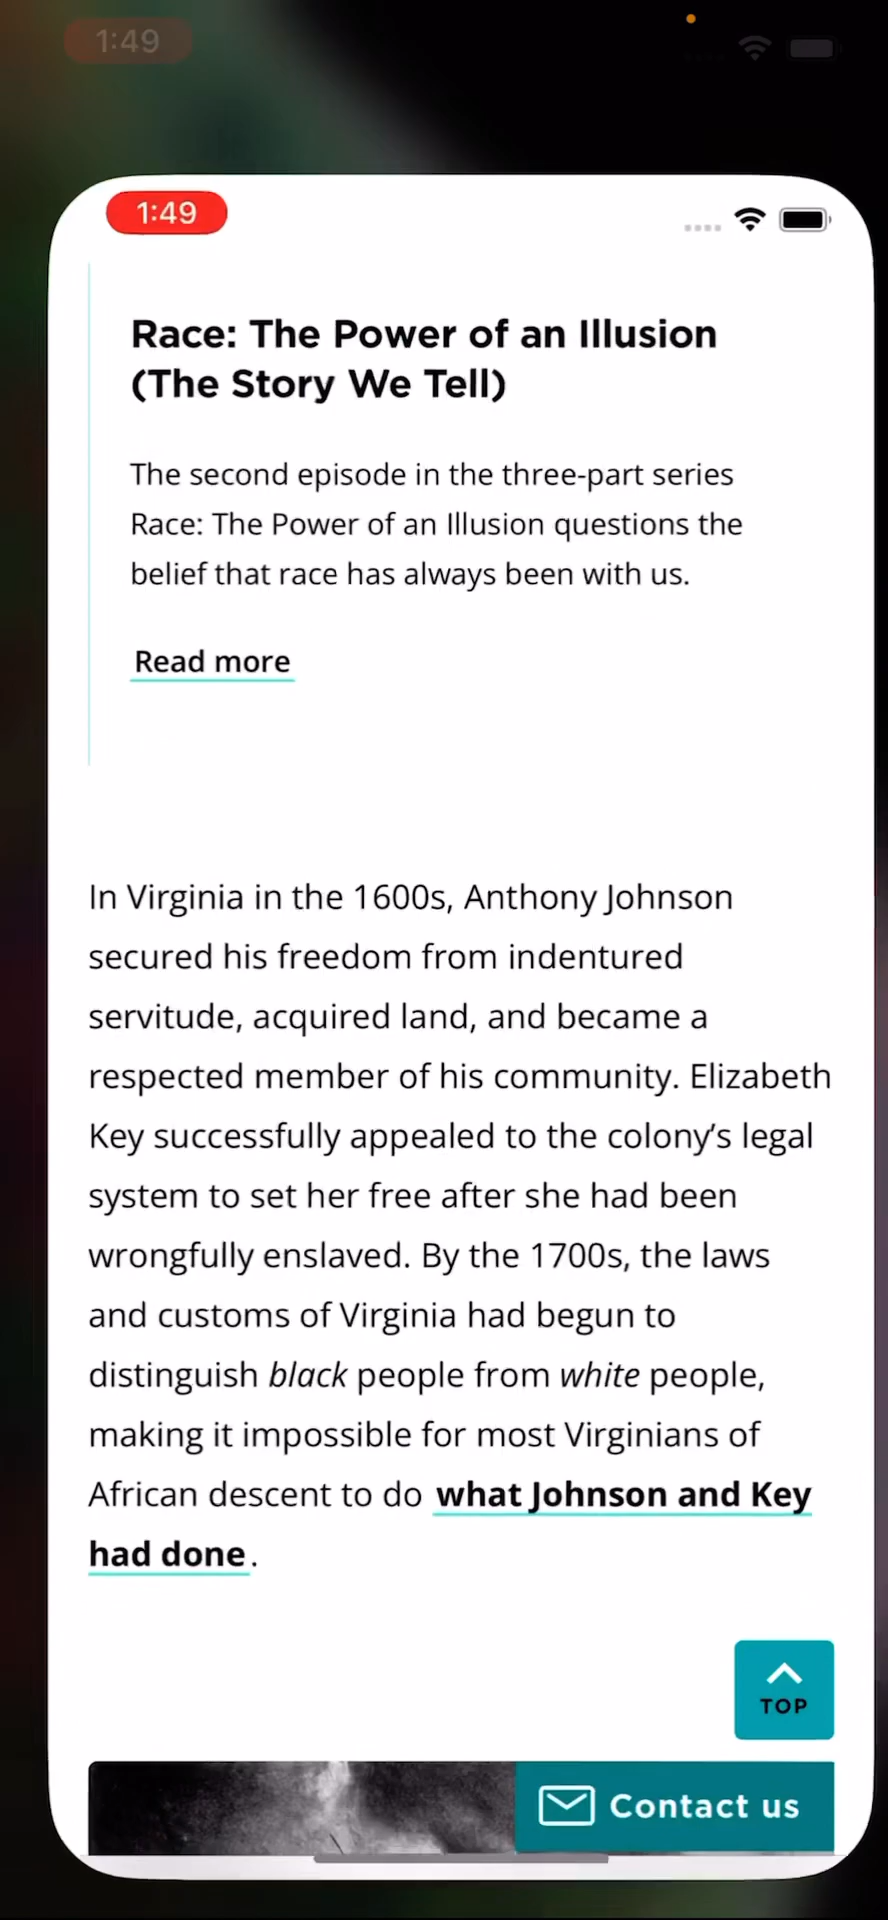 1:49
1:49
Race: The Power of an Illusion
(The Story We Tell)
The second episode in the three-part series
Race: The Power of an Illusion questions the
belief that race has always been with us.
Read more
In Virginia in the 1600s, Anthony Johnson
secured his freedom from indentured
servitude, acquired land, and became a
respected member of his community. Elizabeth
Key successfully appealed to the colony’s legal
system to set her free after she had been
wrongfully enslaved. By the 1700s, the laws
and customs of Virginia had begun to
distinguish black people from white people,
making it impossible for most Virginians of
African descent to do what Johnson and Key
had done.
TOP
Contact us